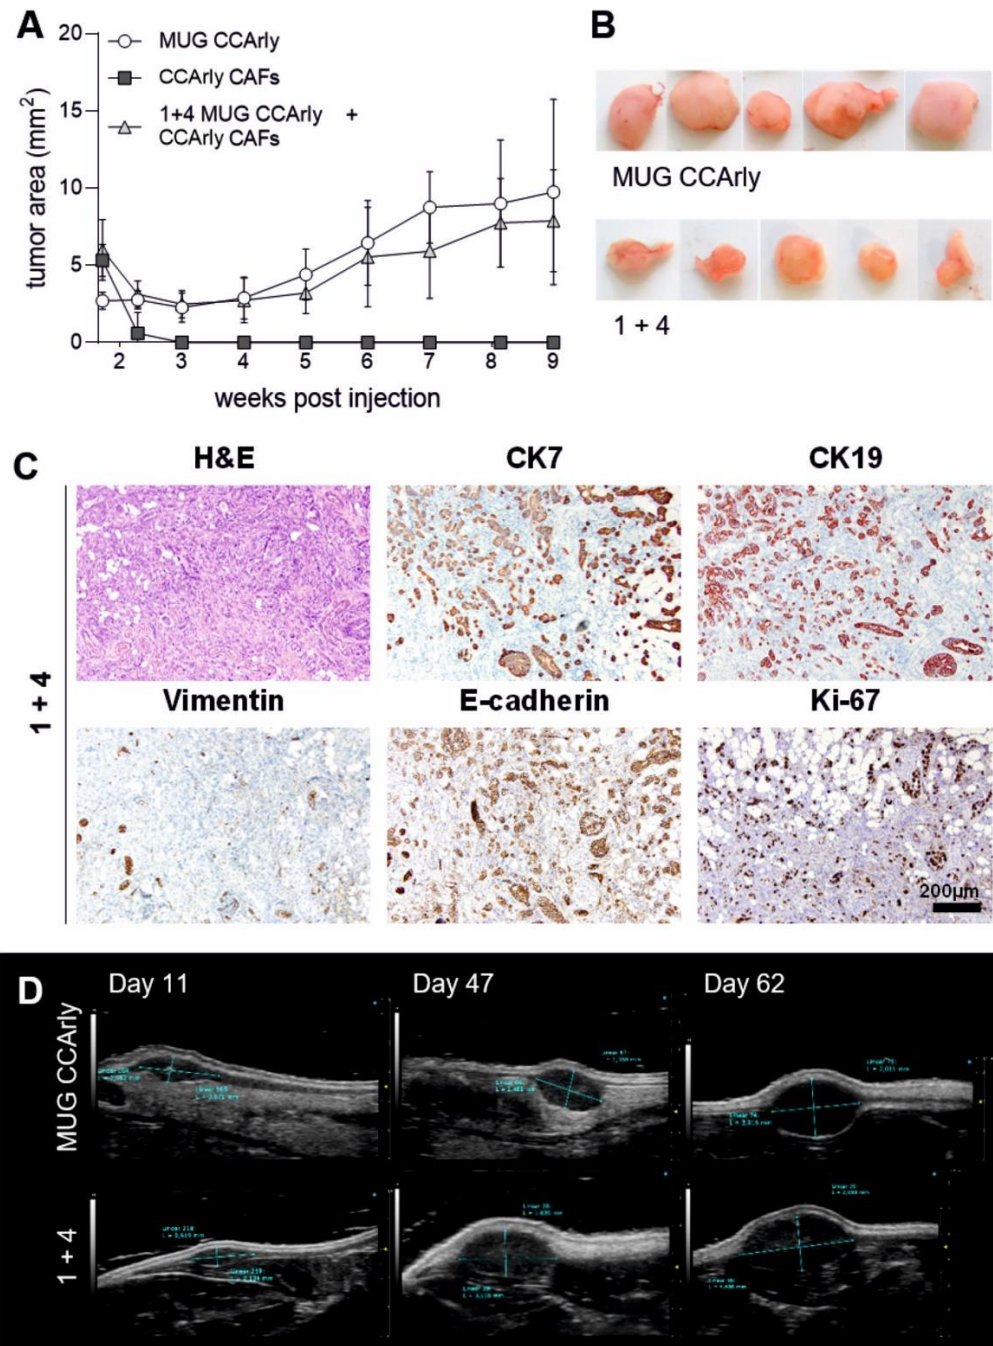 A
20
15
10
5
0
tumor area (mm²)
MUG CCArly
CCArly CAFs
1+4 MUG CCArly +
CCArly CAFs
2 3 4 5 6 7 8 9
weeks post injection
B
MUG CCArly
1 + 4
C
H&E CK7 CK19
1 + 4
Vimentin E-cadherin Ki-67
200µm
D
Day 11 Day 47 Day 62
MUG CCArly
1 + 4